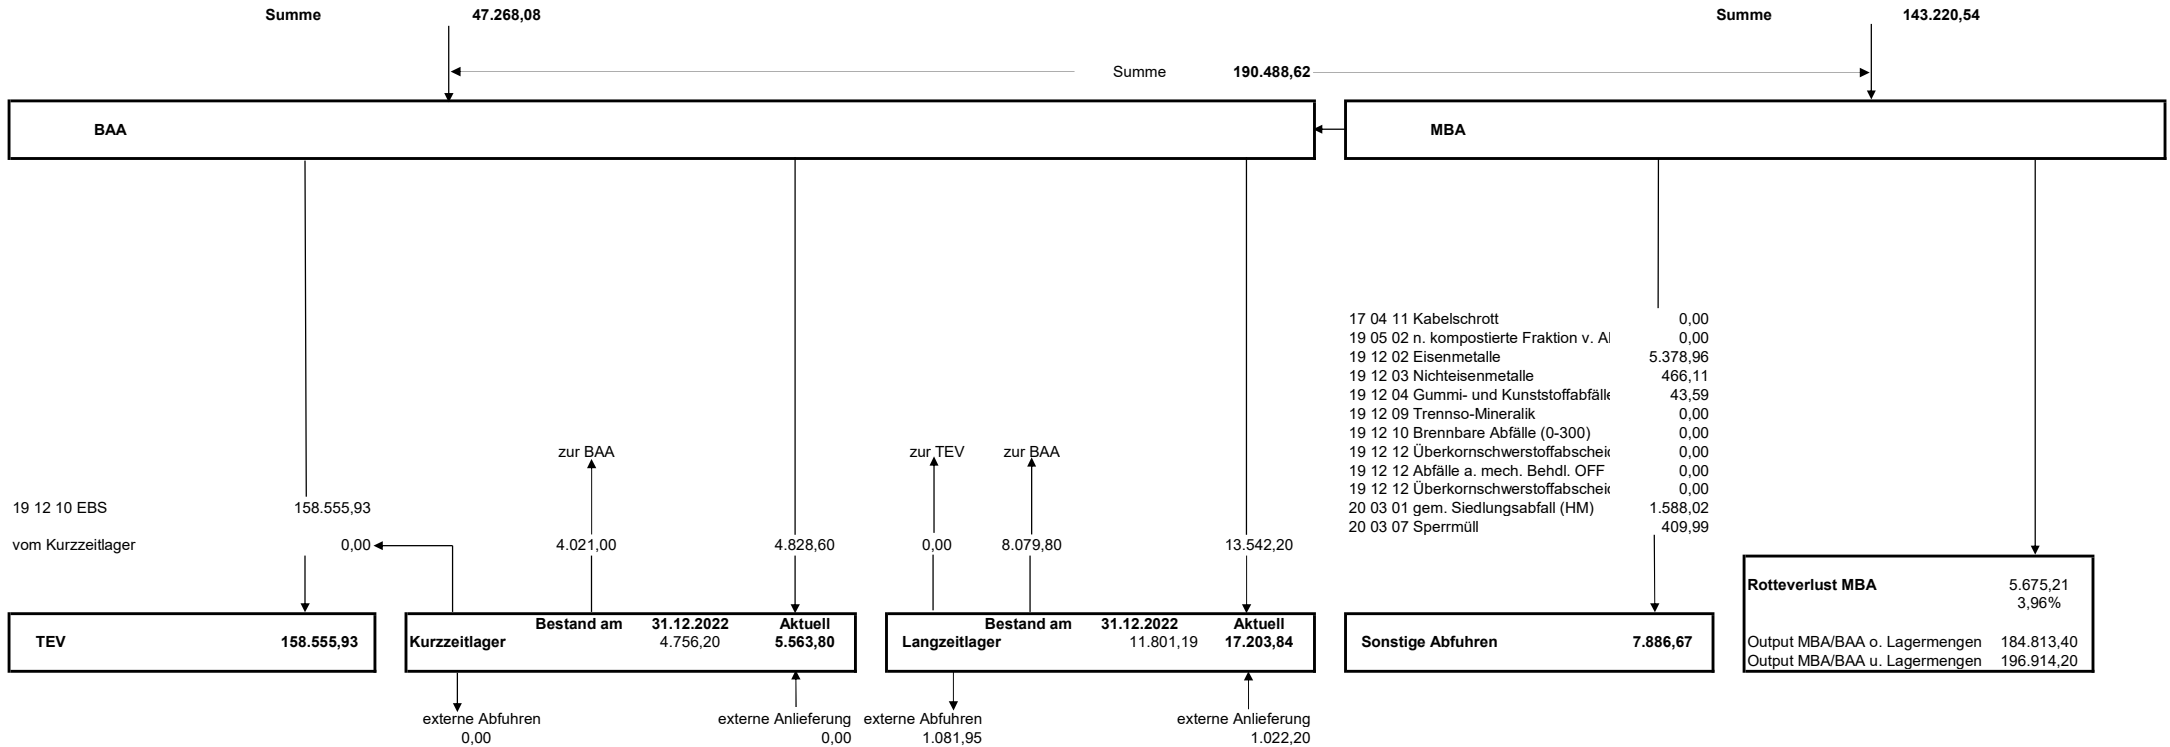 Summe 47.268,08 Summe 143.220,54
Summe 190.488,62
BAA MBA
17 04 11 Kabelschrott 0,00
19 05 02 n. kompostierte Fraktion v. Al 0,00
19 12 02 Eisenmetalle 5.378,96
19 12 03 Nichteisenmetalle 466,11
19 12 04 Gummi- und Kunststoffabfälle 43,59
19 12 09 Trennso-Mineralik 0,00
19 12 10 Brennbare Abfälle (0-300) 0,00
19 12 12 Überkornschwerstoffabscheid 0,00
19 12 12 Abfälle a. mech. Behdl. OFF 0,00
19 12 12 Überkornschwerstoffabscheid 0,00
20 03 01 gem. Siedlungsabfall (HM) 1.588,02
20 03 07 Sperrmüll 409,99
zur BAA zur TEV zur BAA
19 12 10 EBS 158.555,93
vom Kurzzeitlager 0,00 4.021,00 4.828,60 0,00 8.079,80 13.542,20
TEV 158.555,93
Bestand am 31.12.2022 Aktuell
Kurzzeitlager 4.756,20 5.563,80
Bestand am 31.12.2022 Aktuell
Langzeitlager 11.801,19 17.203,84
Sonstige Abfuhren 7.886,67
Rotteverlust MBA 5.675,21
3,96%
Output MBA/BAA o. Lagermengen 184.813,40
Output MBA/BAA u. Lagermengen 196.914,20
externe Abfuhren externe Anlieferung externe Abfuhren externe Anlieferung
0,00 0,00 1.081,95 1.022,20